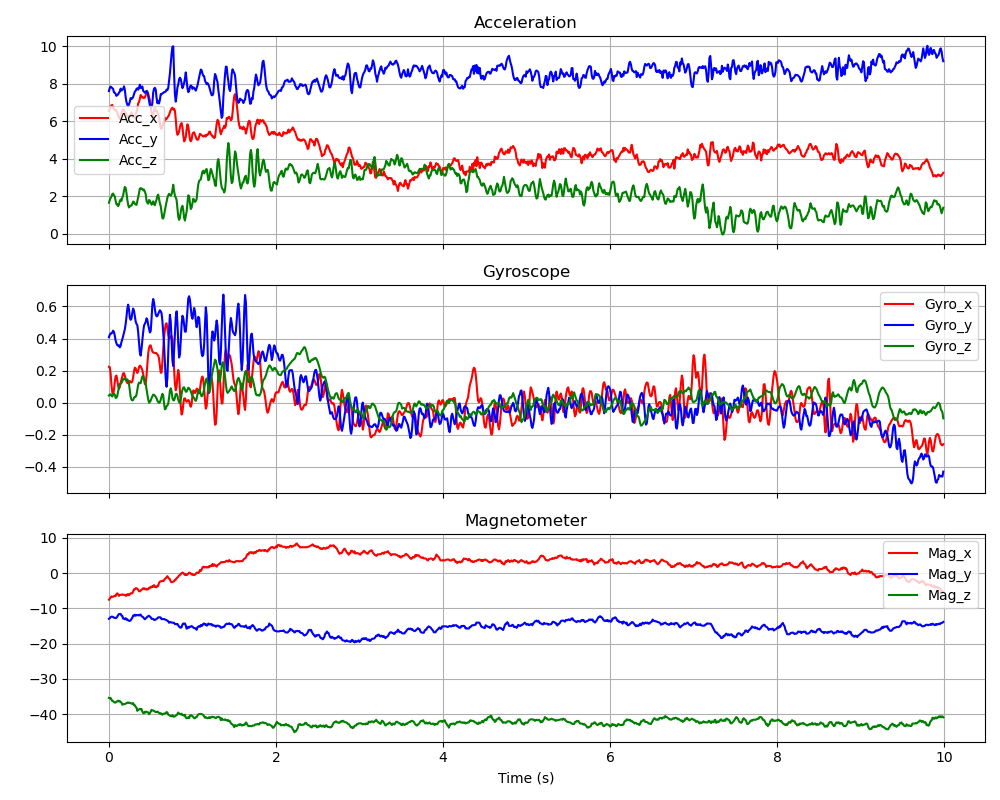 Acceleration
10
8
6
4
2
0
Acc_x
Acc_y
Acc_z
Gyroscope
0.6
0.4
0.2
0.0
−0.2
−0.4
Gyro_x
Gyro_y
Gyro_z
Magnetometer
10
0
−10
−20
−30
−40
Mag_x
Mag_y
Mag_z
0 2 4 6 8 10
Time (s)